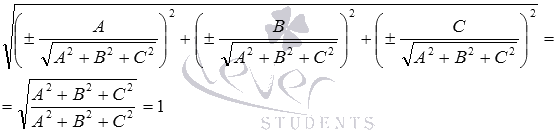 √((± A/√(A² + B² + C²))² + (± B/√(A² + B² + C²))² + (± C/√(A² + B² + C²))²) =
= √((A² + B² + C²)/(A² + B² + C²)) = 1
clever
STUDENTS